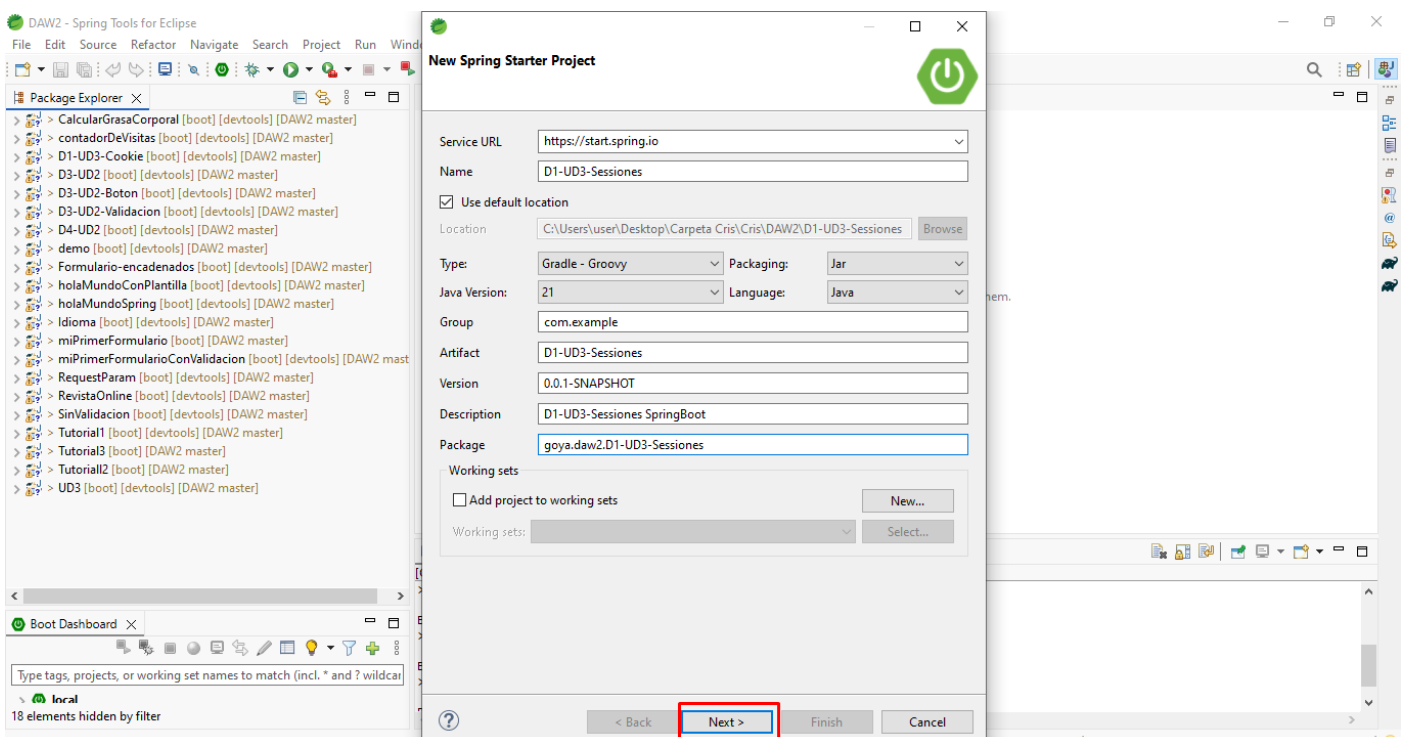 DAW2 - Spring Tools for Eclipse
File Edit Source Refactor Navigate Search Project Run Wind
Package Explorer
> CalcularGrasaCorporal [boot] [devtools] [DAW2 master]
> contadorDeVisitas [boot] [devtools] [DAW2 master]
> D1-UD3-Cookie [boot] [devtools] [DAW2 master]
> D3-UD2 [boot] [devtools] [DAW2 master]
> D3-UD2-Boton [boot] [devtools] [DAW2 master]
> D3-UD2-Validacion [boot] [devtools] [DAW2 master]
> D4-UD2 [boot] [devtools] [DAW2 master]
> demo [boot] [devtools] [DAW2 master]
> Formulario-encadenados [boot] [devtools] [DAW2 master]
> holaMundoConPlantilla [boot] [devtools] [DAW2 master]
> holaMundoSpring [boot] [devtools] [DAW2 master]
> Idioma [boot] [devtools] [DAW2 master]
> miPrimerFormulario [boot] [DAW2 master]
> miPrimerFormularioConValidacion [boot] [devtools] [DAW2 mast
> RequestParam [boot] [devtools] [DAW2 master]
> RevistaOnline [boot] [devtools] [DAW2 master]
> SinValidacion [boot] [devtools] [DAW2 master]
> Tutorial1 [boot] [devtools] [DAW2 master]
> Tutorial3 [boot] [DAW2 master]
> Tutorial2 [boot] [DAW2 master]
> UD3 [boot] [devtools] [DAW2 master]
Boot Dashboard
Type tags, projects, or working set names to match (incl. * and ? wildcar
local
18 elements hidden by filter
New Spring Starter Project
Service URL https://start.spring.io
Name D1-UD3-Sessiones
Use default location
Location C:\Users\user\Desktop\Carpeta Cris\Cris\DAW2\D1-UD3-Sessiones Browse
Type: Gradle - Groovy Packaging: Jar
Java Version: 21 Language: Java
Group com.example
Artifact D1-UD3-Sessiones
Version 0.0.1-SNAPSHOT
Description D1-UD3-Sessiones SpringBoot
Package goya.daw2.D1-UD3-Sessiones
Working sets
Add project to working sets New...
Working sets: Select...
< Back Next > Finish Cancel
hem.